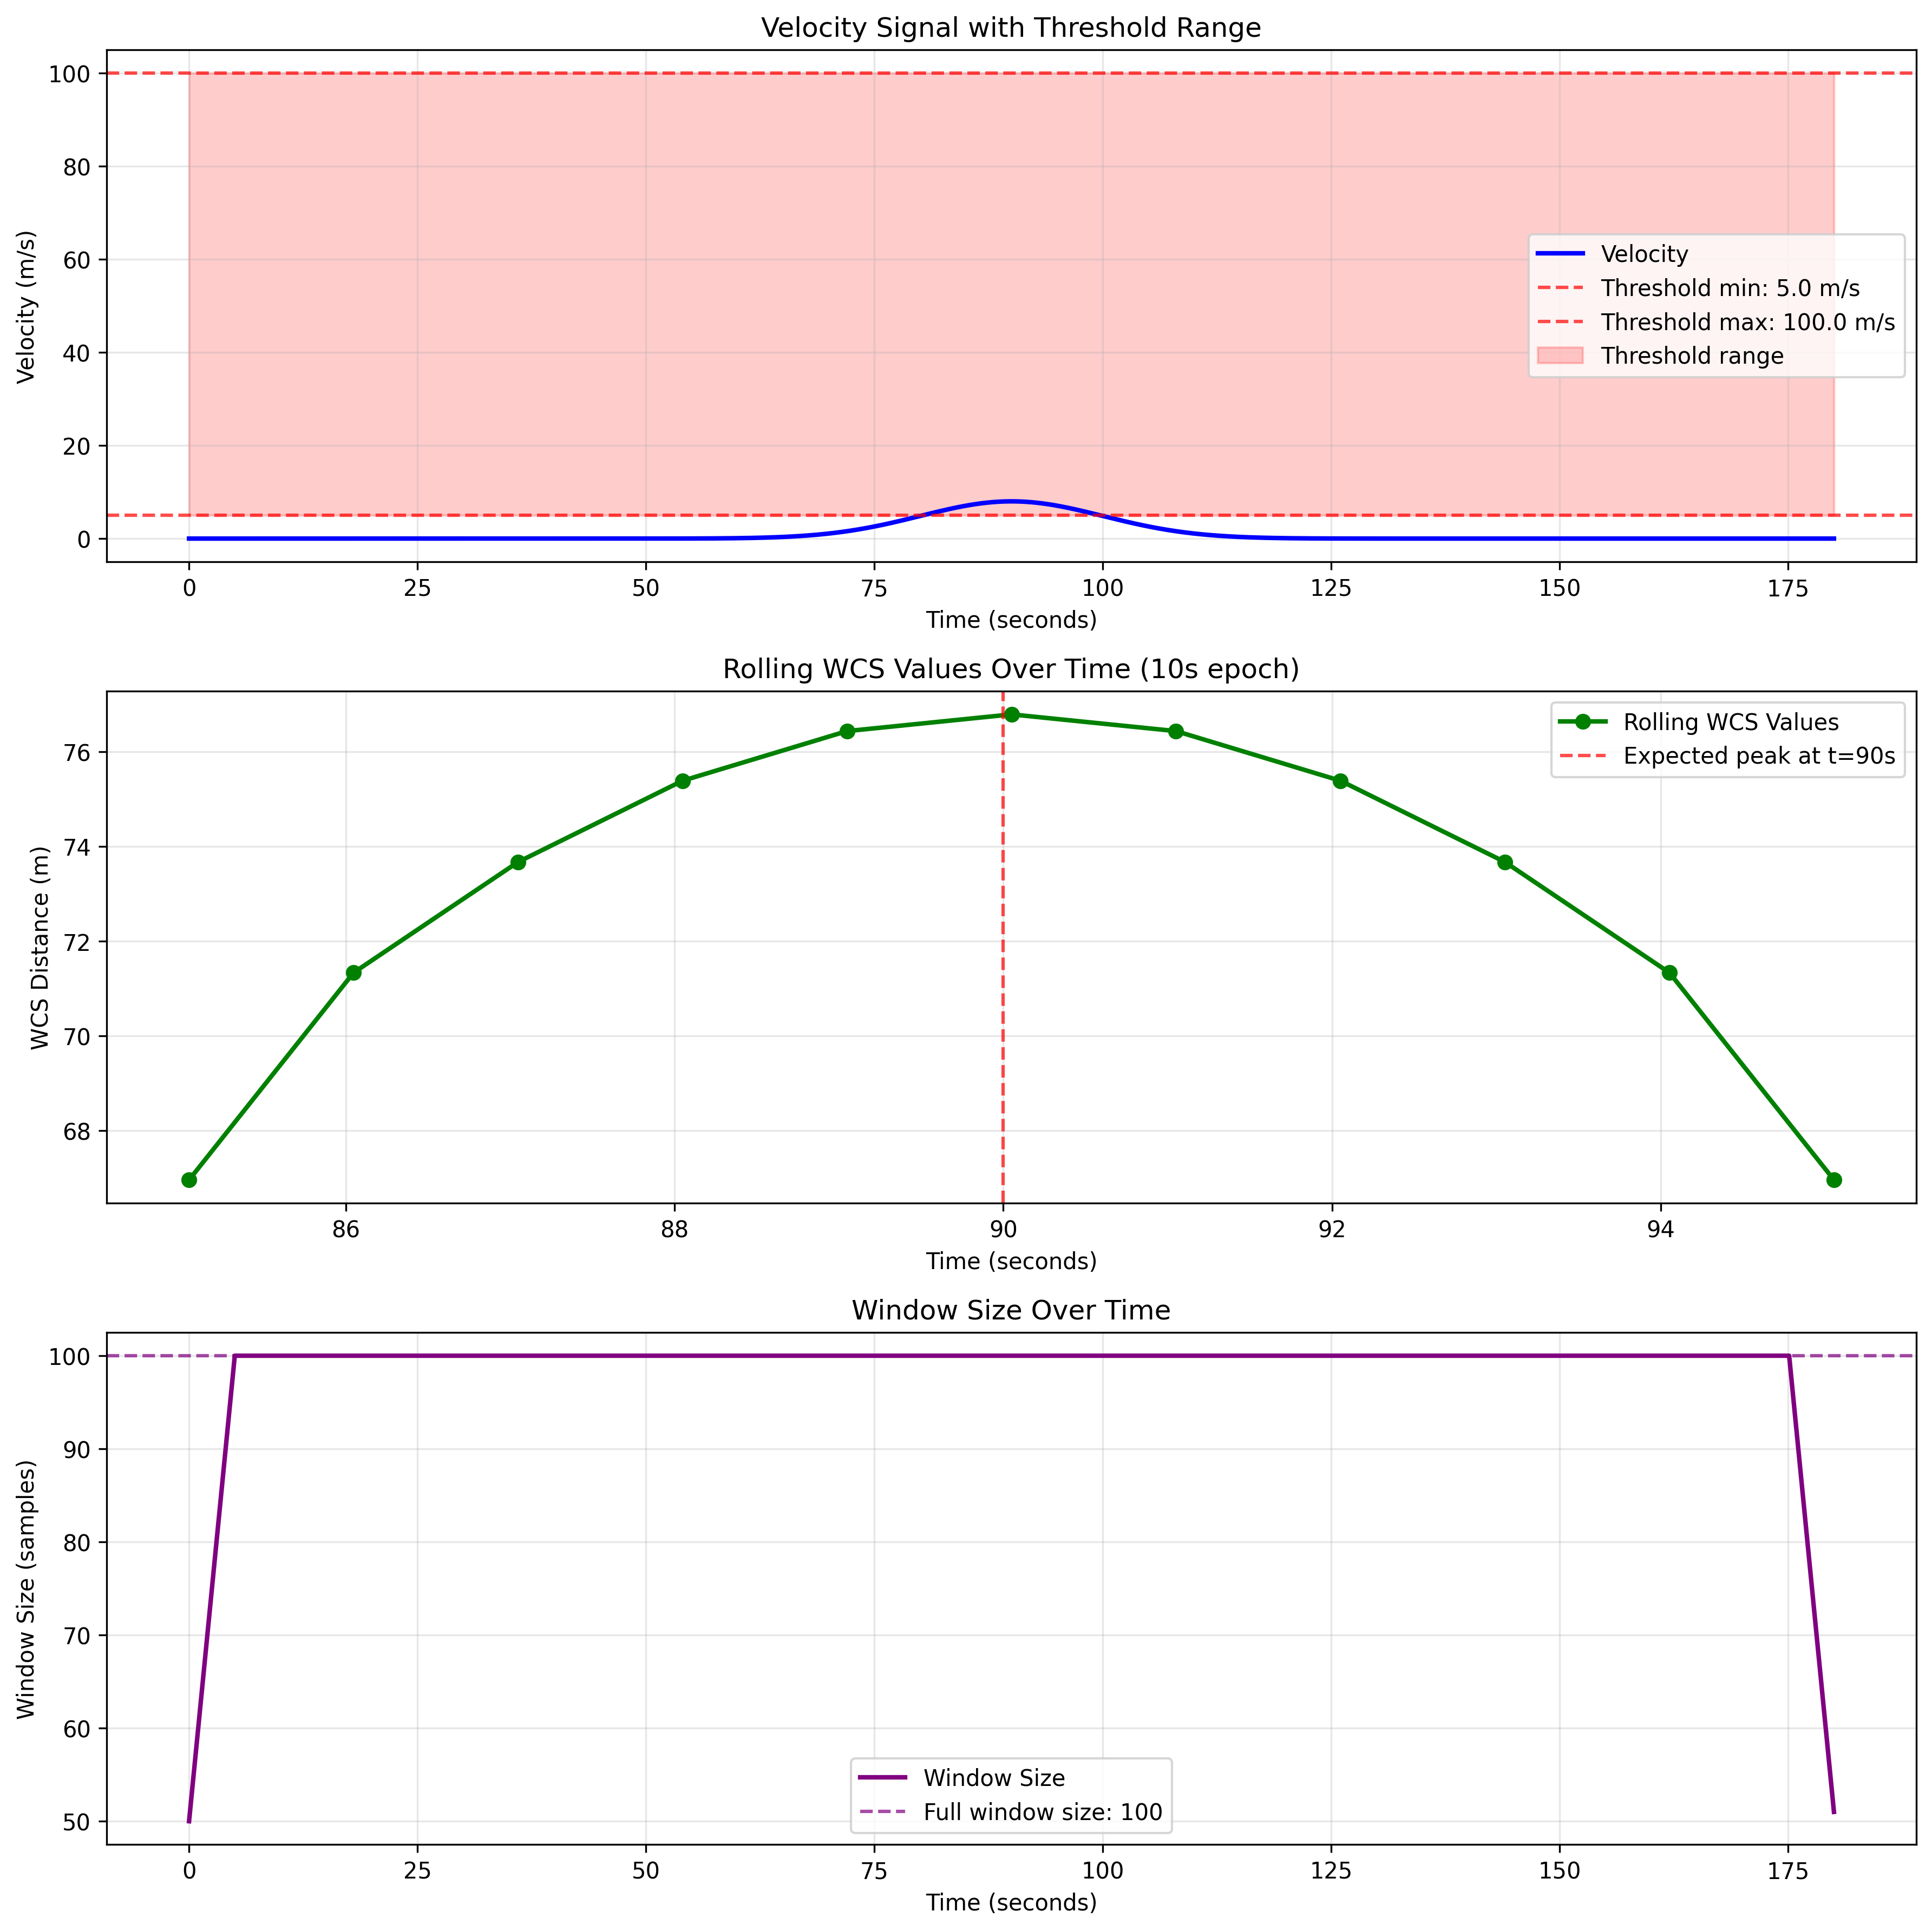 Velocity Signal with Threshold Range
Velocity (m/s)
100
80
60
40
20
0
Velocity
Threshold min: 5.0 m/s
Threshold max: 100.0 m/s
Threshold range
0 25 50 75 100 125 150 175
Time (seconds)
Rolling WCS Values Over Time (10s epoch)
WCS Distance (m)
76
74
72
70
68
Rolling WCS Values
Expected peak at t=90s
86 88 90 92 94
Time (seconds)
Window Size Over Time
Window Size (samples)
100
90
80
70
60
50
Window Size
Full window size: 100
0 25 50 75 100 125 150 175
Time (seconds)